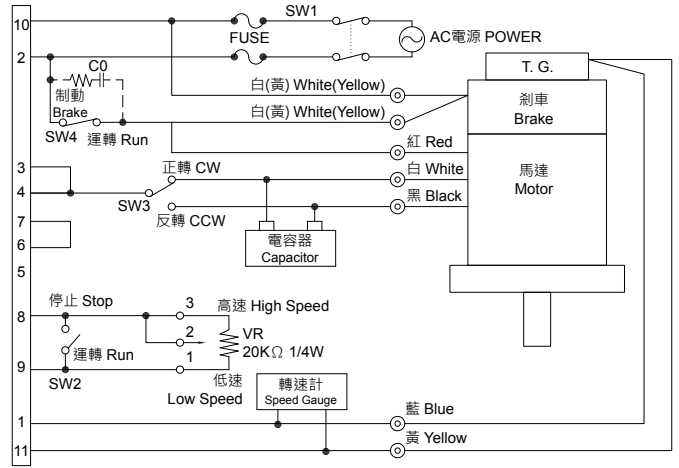 10
SW1
FUSE
AC電源 POWER
2
C0
制動
Brake
SW4
運轉 Run
白(黃) White(Yellow)
白(黃) White(Yellow)
紅 Red
T. G.
剎車
Brake
3
4
正轉 CW
SW3
反轉 CCW
白 White
黑 Black
馬達
Motor
7
6
電容器
Capacitor
5
停止 Stop
8
運轉 Run
9
SW2
3
高速 High Speed
2
VR
20KΩ 1/4W
1
低速
Low Speed
轉速計
Speed Gauge
1
藍 Blue
11
黃 Yellow